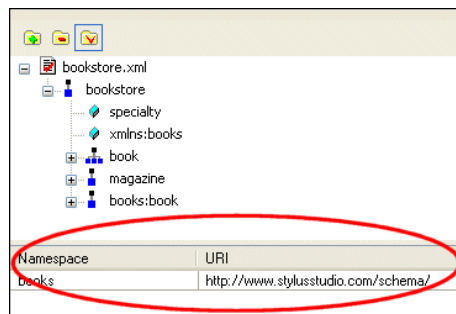 bookstore.xml
bookstore
specialty
xmlns:books
book
magazine
books:book
Namespace URI
books http://www.stylusstudio.com/schema/